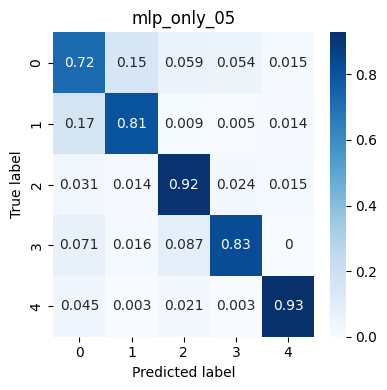 mlp_only_05
0 0.72 0.15 0.059 0.054 0.015
1 0.17 0.81 0.009 0.005 0.014
2 0.031 0.014 0.92 0.024 0.015
3 0.071 0.016 0.087 0.83 0
4 0.045 0.003 0.021 0.003 0.93
0 1 2 3 4
Predicted label
True label
0.8
0.6
0.4
0.2
0.0